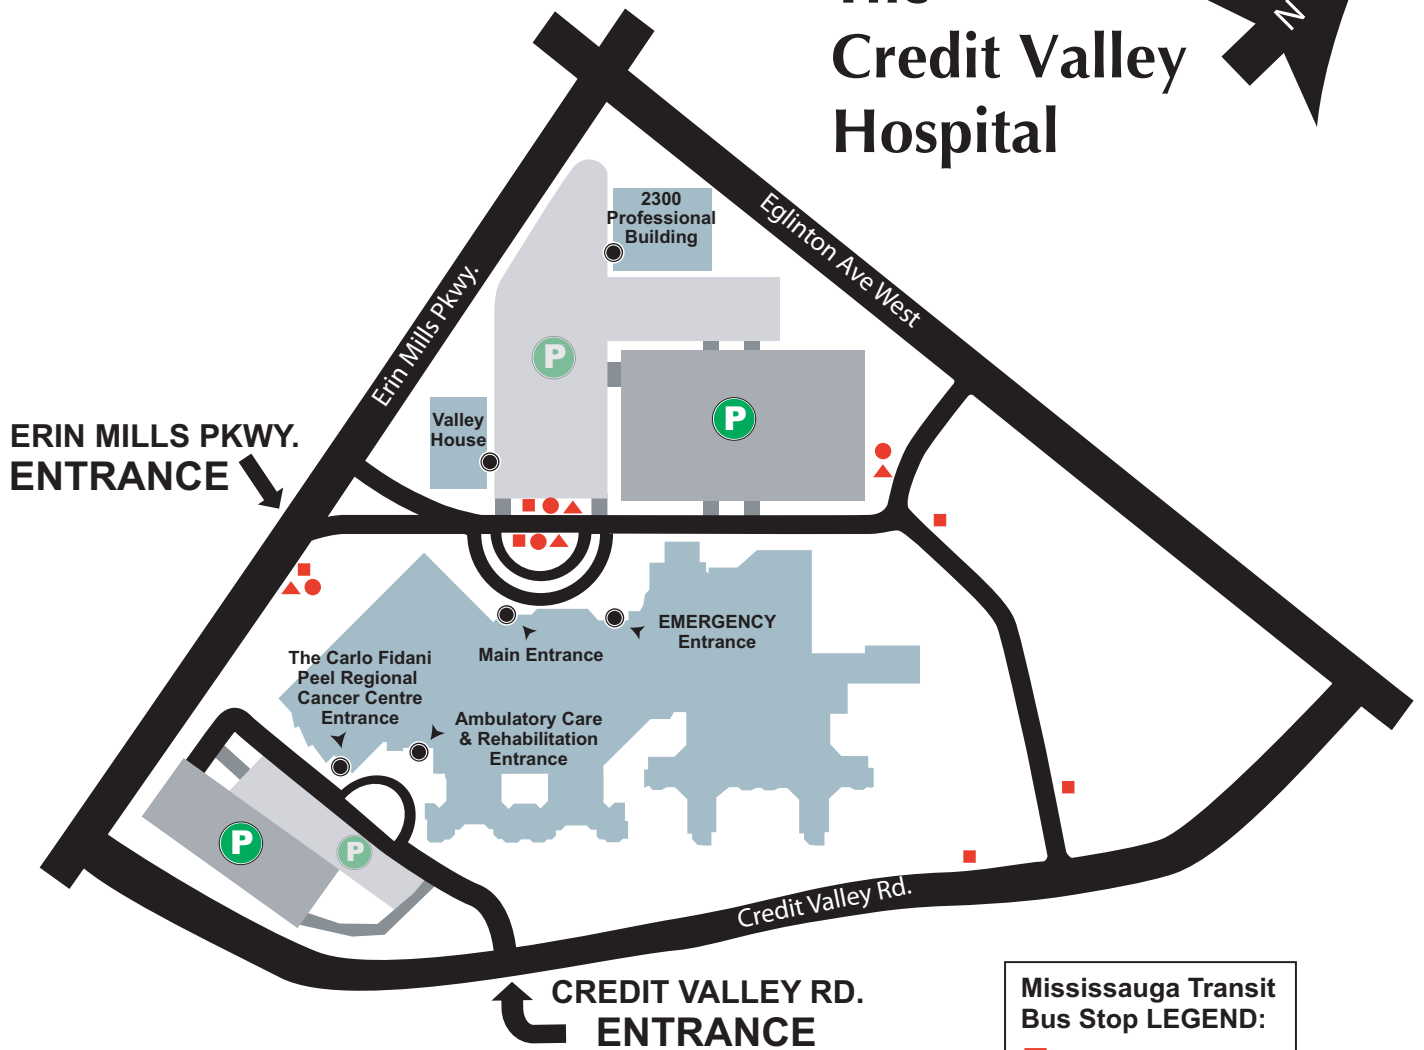 The
Credit Valley
Hospital
N
2300
Professional
Building
Eglinton Ave West
Erin Mills Pkwy.
P
P
Valley
House
ERIN MILLS PKWY.
ENTRANCE
EMERGENCY
Entrance
Main Entrance
The Carlo Fidani
Peel Regional
Cancer Centre
Entrance
Ambulatory Care
& Rehabilitation
Entrance
P
P
Credit Valley Rd.
CREDIT VALLEY RD.
ENTRANCE
Mississauga Transit
Bus Stop LEGEND: